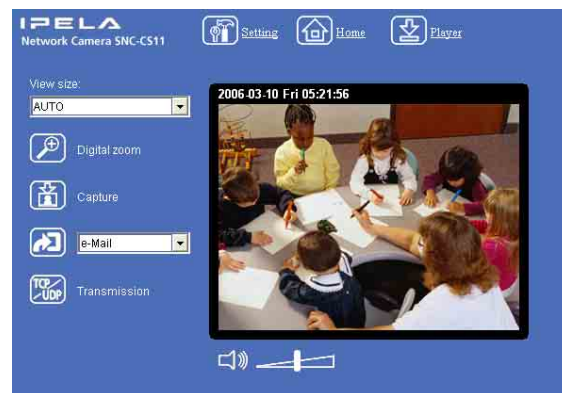 IPELA
Network Camera SNC-CS11
Setting
Home
Player
View size:
AUTO
2006-03-10 Fri 05:21:56
Digital zoom
Capture
e-Mail
TCP/UDP
Transmission